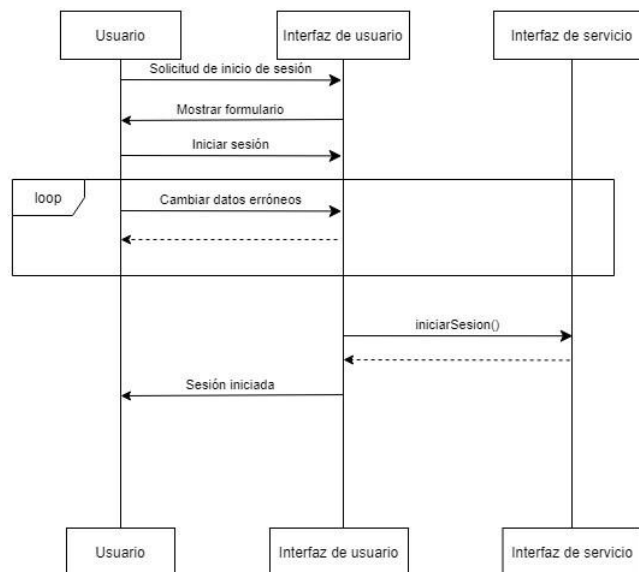 Usuario
Interfaz de usuario
Interfaz de servicio
Solicitud de inicio de sesión
Mostrar formulario
Iniciar sesión
loop
Cambiar datos erróneos
iniciarSesion()
Sesión iniciada
Usuario
Interfaz de usuario
Interfaz de servicio